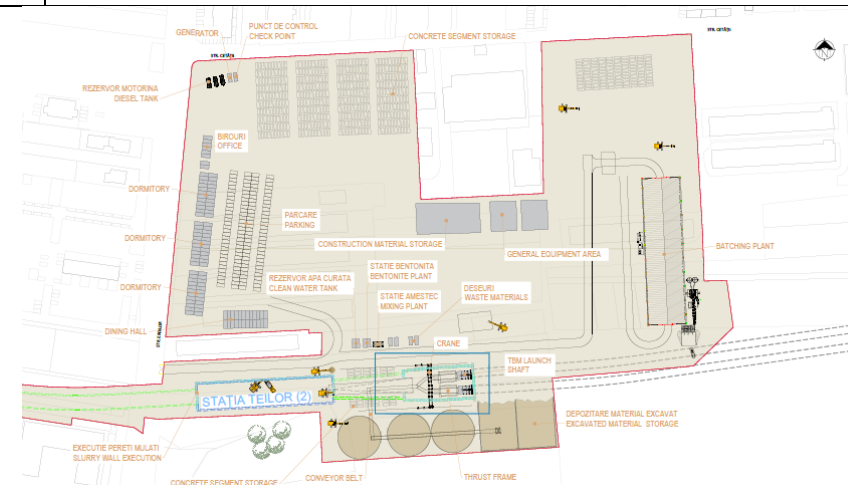 PUNCT DE CONTROL
CHECK POINT
GENERATOR
CONCRETE SEGMENT STORAGE
REZERVOR MOTORINA
DIESEL TANK
BIROURI
OFFICE
DORMITORY
PARCARE
PARKING
DORMITORY
CONSTRUCTION MATERIAL STORAGE
GENERAL EQUIPMENT AREA
BATCHING PLANT
STATIE BENTONITA
BENTONITE PLANT
REZERVOR APA CURATA
CLEAN WATER TANK
DORMITORY
DESEURI
WASTE MATERIALS
STATIE AMESTEC
MIXING PLANT
DINING HALL
CRANE
TBM LAUNCH
SHAFT
STATIA TEILOR (2)
DEPOZITARE MATERIAL EXCAVAT
EXCAVATED MATERIAL STORAGE
EXECUTIE PERETI MULATI
SLURRY WALL EXECUTION
CONCRETE SEGMENT STORAGE
CONVEYOR BELT
THRUST FRAME
N